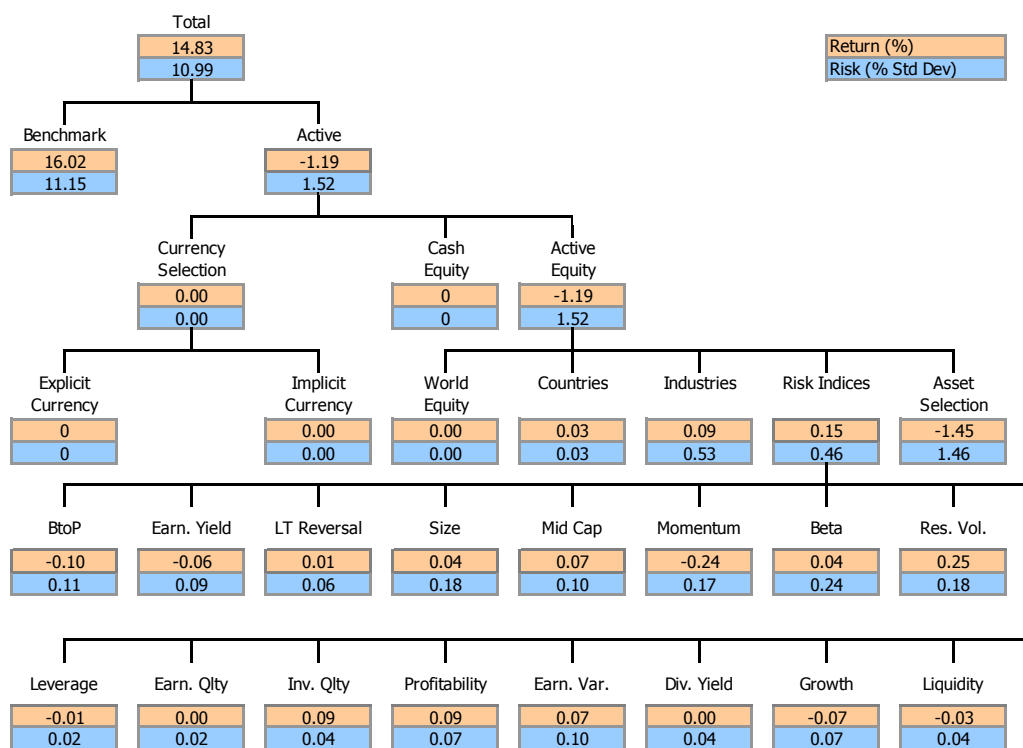 Total
14.83
10.99
Return (%)
Risk (% Std Dev)
Benchmark
16.02
11.15
Active
-1.19
1.52
Currency
Selection
0.00
0.00
Cash
Equity
0
0
Active
Equity
-1.19
1.52
Explicit
Currency
0
0
Implicit
Currency
0.00
0.00
World
Equity
0.00
0.00
Countries
0.03
0.03
Industries
0.09
0.53
Risk Indices
0.15
0.46
Asset
Selection
-1.45
1.46
BtoP
-0.10
0.11
Earn. Yield
-0.06
0.09
LT Reversal
0.01
0.06
Size
0.04
0.18
Mid Cap
0.07
0.10
Momentum
-0.24
0.17
Beta
0.04
0.24
Res. Vol.
0.25
0.18
Leverage
-0.01
0.02
Earn. Qlty
0.00
0.02
Inv. Qlty
0.09
0.04
Profitability
0.09
0.07
Earn. Var.
0.07
0.10
Div. Yield
0.00
0.04
Growth
-0.07
0.07
Liquidity
-0.03
0.04